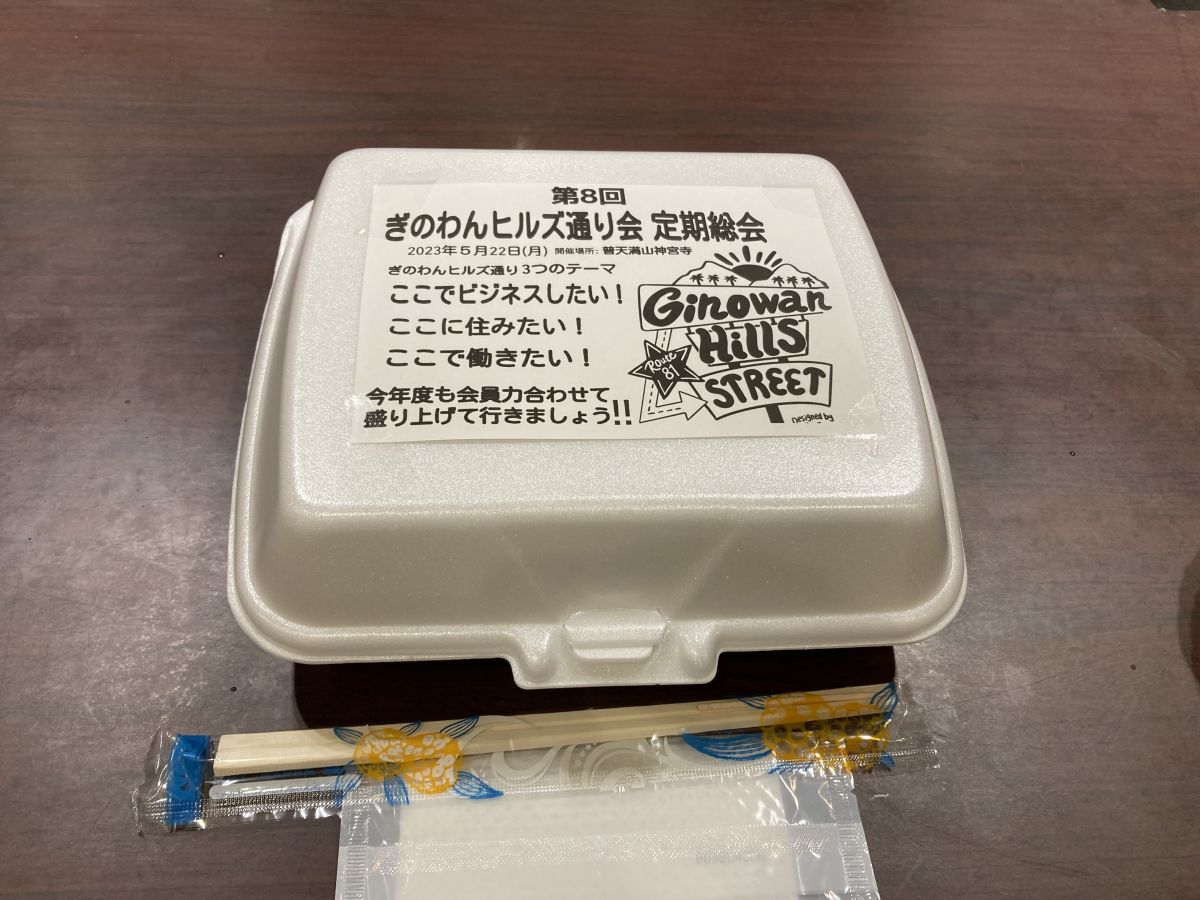 第8回
ぎのわんヒルズ通り会 定期総会
2023年5月22日(月) 開催場所: 普天満山神宮寺
ぎのわんヒルズ通り3つのテーマ
ここでビジネスしたい！
ここに住みたい！
ここで働きたい！
今年度も会員力合わせて
盛り上げて行きましょう!!
Ginowan
Hills
STREET
Route
81
Designed by